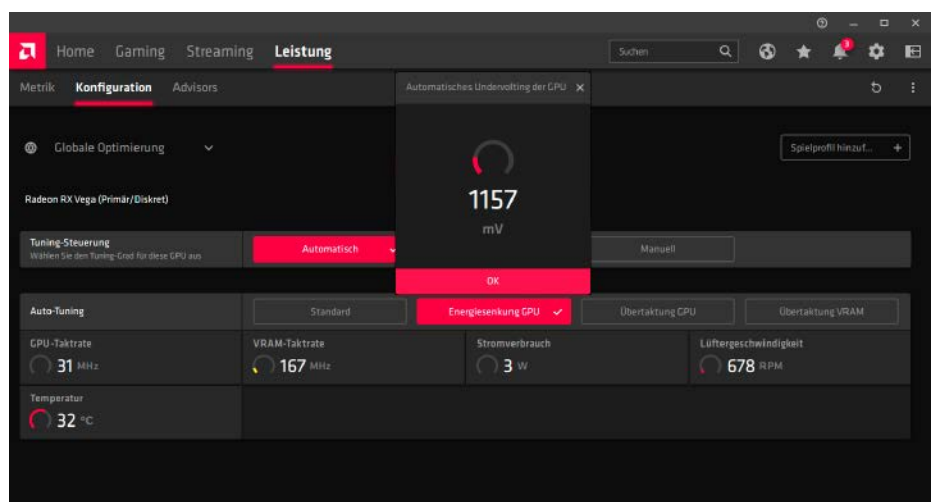 3
Home Gaming Streaming Leistung Suchen
Metrik Konfiguration Advisors
Automatisches Undervolting der GPU
1157
mV
OK
Globale Optimierung
Spielprofil hinzuf... +
Radeon RX Vega (Primär/Diskret)
Tuning-Steuerung
Wählen Sie den Tuning-Grad für diese GPU aus
Automatisch
Manuell
Auto-Tuning
Standard
Energiesenkung GPU
Übertaktung GPU
Übertaktung VRAM
GPU-Taktrate
31 MHz
VRAM-Taktrate
167 MHz
Stromverbrauch
3 W
Lüftergeschwindigkeit
678 RPM
Temperatur
32 °C